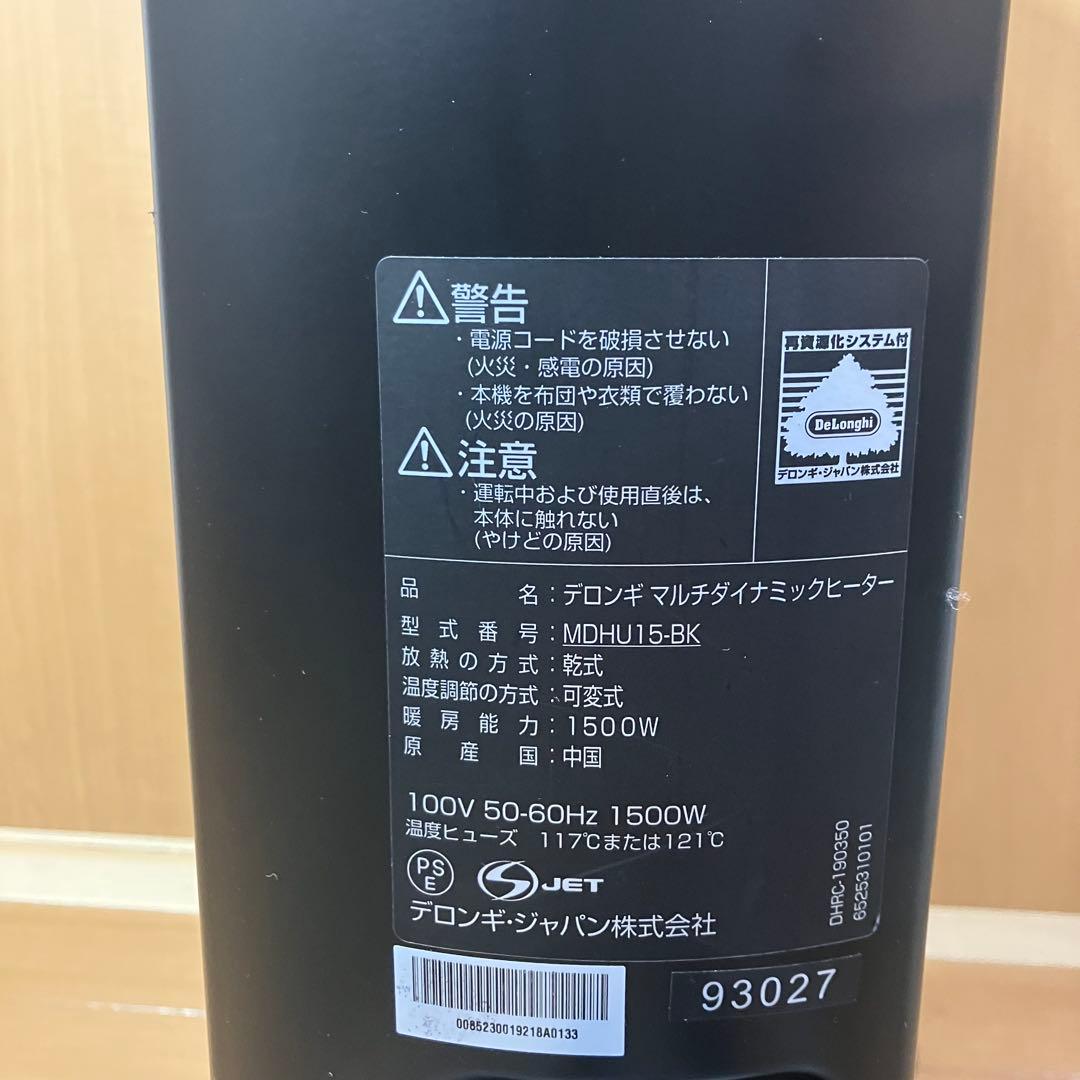 警告
・電源コードを破損させない
(火災・感電の原因)
・本機を布団や衣類で覆わない
(火災の原因)
注意
・運転中および使用直後は、
本体に触れない
(やけどの原因)
再資源化システム付
DeLonghi
デロンギ・ジャパン株式会社
品名：デロンギ マルチダイナミックヒーター
型式番号：MDHU15-BK
放熱の方式：乾式
温度調節の方式：可変式
暖房能力：1500W
原産国：中国
100V 50-60Hz 1500W
温度ヒューズ 117℃または121℃
PS
E
S JET
デロンギ・ジャパン株式会社
DHRC-190350
6525310101
0085230019218A0133
93027